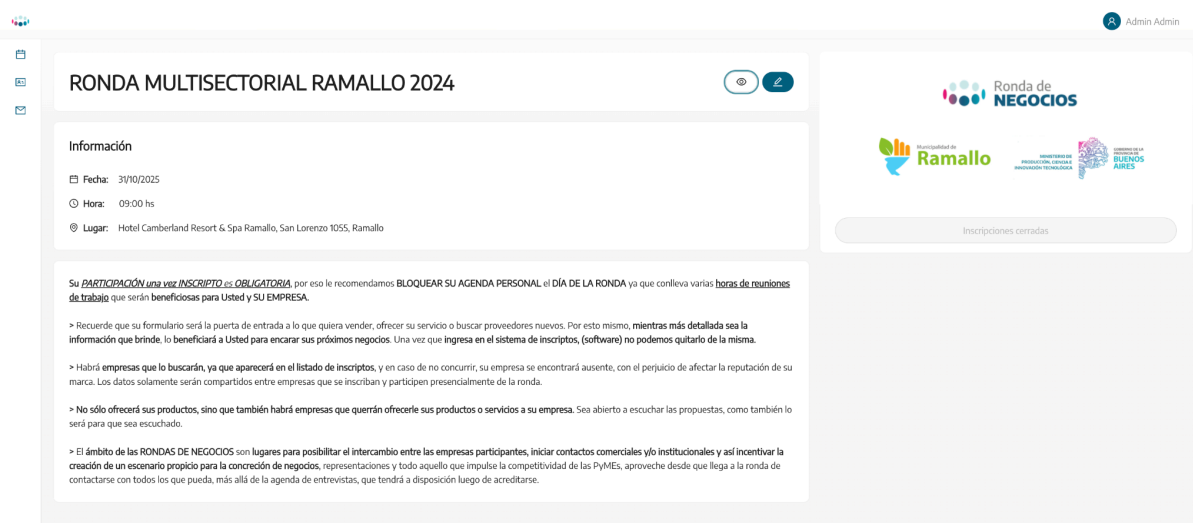 Admin Admin
RONDA MULTISECTORIAL RAMALLO 2024
Información
Fecha: 31/10/2025
Hora: 09:00 hs
Lugar: Hotel Camberland Resort & Spa Ramallo, San Lorenzo 1055, Ramallo
Su PARTICIPACIÓN una vez INSCRIPTO es OBLIGATORIA, por eso le recomendamos BLOQUEAR SU AGENDA PERSONAL el DÍA DE LA RONDA ya que conlleva varias horas de reuniones
de trabajo que serán beneficiosas para Usted y SU EMPRESA.
> Recuerde que su formulario será la puerta de entrada a lo que quiera vender, ofrecer su servicio o buscar proveedores nuevos. Por esto mismo, mientras más detallada sea la
información que brinde, lo beneficiará a Usted para encarar sus próximos negocios. Una vez que ingresa en el sistema de inscriptos, (software) no podemos quitarlo de la misma.
> Habrá empresas que lo buscarán, ya que aparecerá en el listado de inscriptos, y en caso de no concurrir, su empresa se encontrará ausente, con el perjuicio de afectar la reputación de su
marca. Los datos solamente serán compartidos entre empresas que se inscriban y participen presencialmente de la ronda.
> No sólo ofrecerá sus productos, sino que también habrá empresas que querrán ofrecerle sus productos o servicios a su empresa. Sea abierto a escuchar las propuestas, como también lo
será para que sea escuchado.
> El ámbito de las RONDAS DE NEGOCIOS son lugares para posibilitar el intercambio entre las empresas participantes, iniciar contactos comerciales y/o institucionales y así incentivar la
creación de un escenario propicio para la concreción de negocios, representaciones y todo aquello que impulse la competitividad de las PyMEs, aproveche desde que llega a la ronda de
contactarse con todos los que pueda, más allá de la agenda de entrevistas, que tendrá a disposición luego de acreditarse.
Ronda de
NEGOCIOS
Municipalidad de
Ramallo
MINISTERIO DE
PRODUCCIÓN, CIENCIA E
INNOVACIÓN TECNOLÓGICA
GOBIERNO DE LA
PROVINCIA DE
BUENOS
AIRES
Inscripciones cerradas